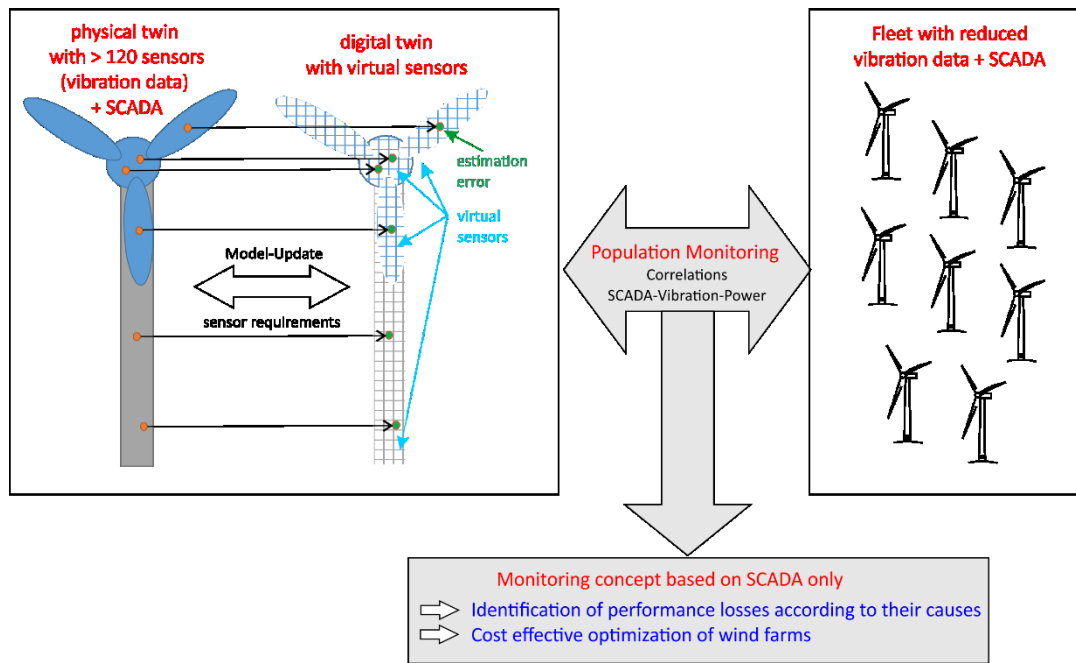 physical twin
with > 120 sensors
(vibration data)
+ SCADA
digital twin
with virtual sensors
estimation
error
virtual
sensors
Model-Update
sensor requirements
Population Monitoring
Correlations
SCADA-Vibration-Power
Fleet with reduced
vibration data + SCADA
Monitoring concept based on SCADA only
Identification of performance losses according to their causes
Cost effective optimization of wind farms